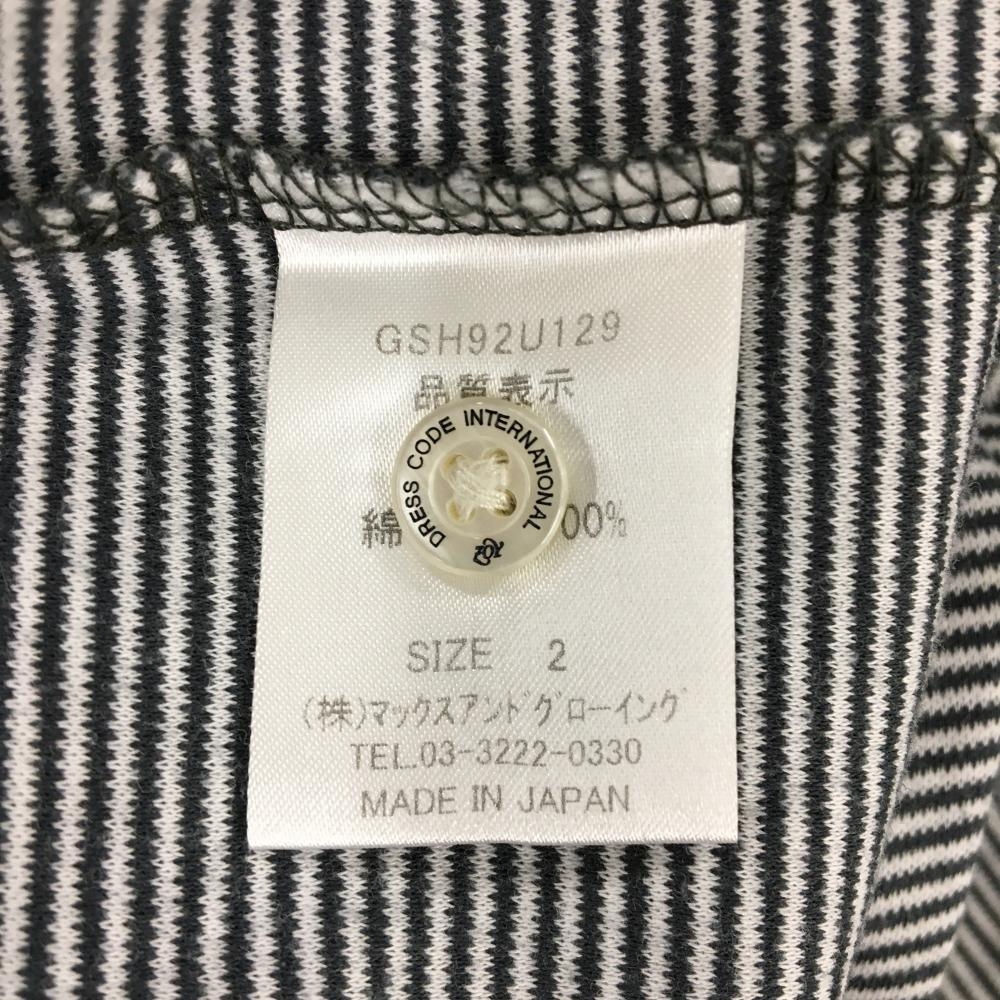 GSH92U129
品質表示
DRESS CODE INTERNATIONAL
綿 00%
SIZE 2
(株)マックスアンドグローイング
TEL.03-3222-0330
MADE IN JAPAN